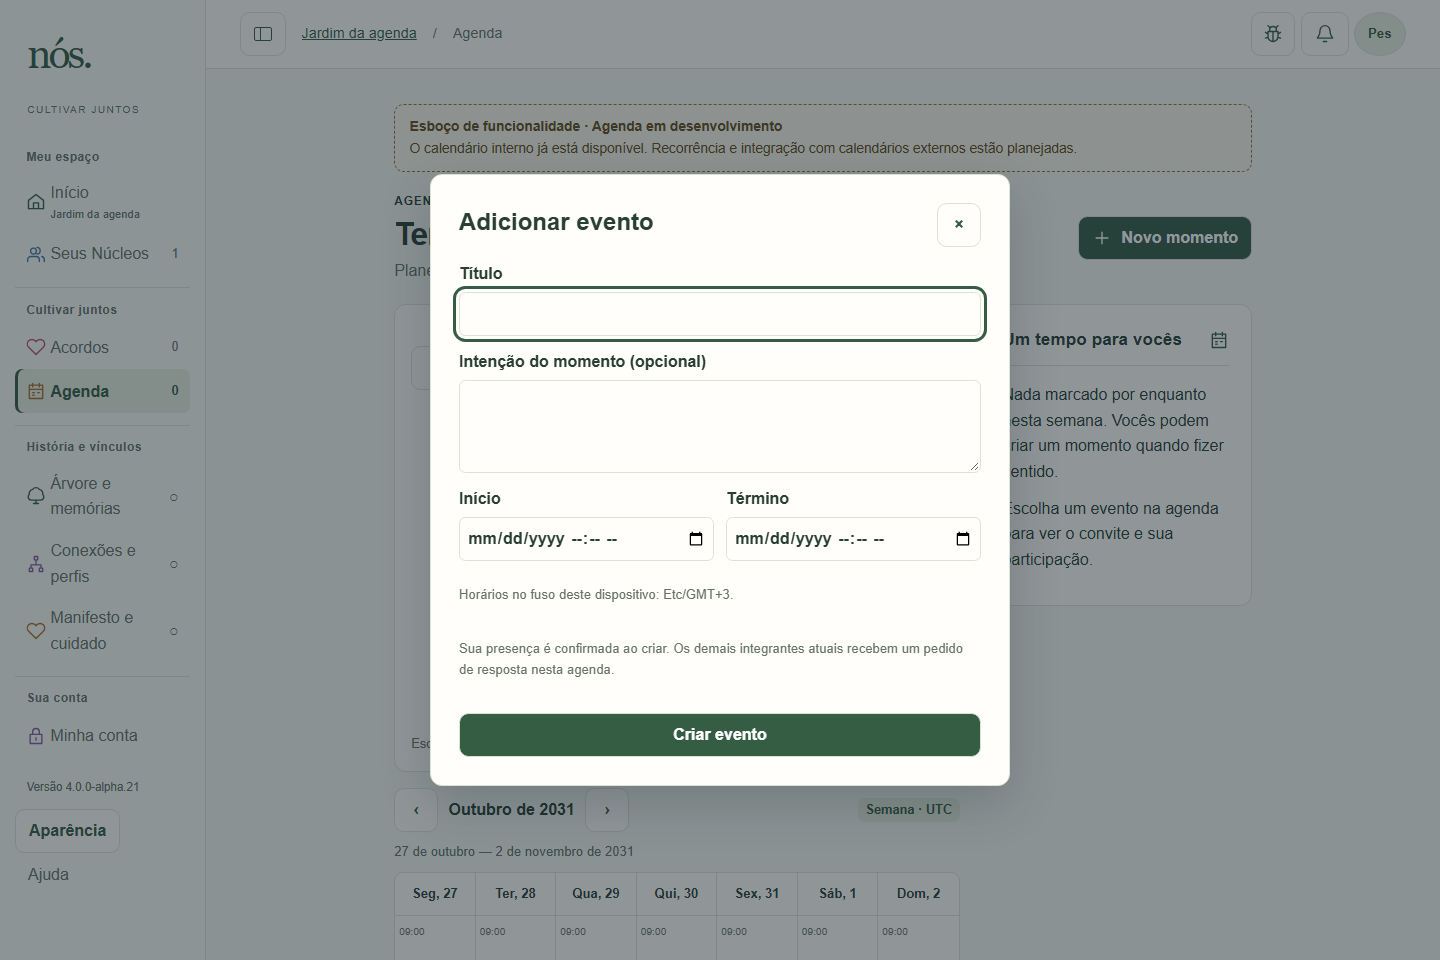 nós.
CULTIVAR JUNTOS
Meu espaço
Início
Jardim da agenda
Seus Núcleos 1
Cultivar juntos
Acordos 0
Agenda 0
História e vínculos
Árvore e
memórias
Conexões e
perfis
Manifesto e
cuidado
Sua conta
Minha conta
Versão 4.0.0-alpha.21
Aparência
Ajuda
Jardim da agenda / Agenda
Pes
Esboço de funcionalidade · Agenda em desenvolvimento
O calendário interno já está disponível. Recorrência e integração com calendários externos estão planejadas.
Novo momento
Adicionar evento
×
Título
Intenção do momento (opcional)
Início
Término
mm/dd/yyyy --:-- --
mm/dd/yyyy --:-- --
Horários no fuso deste dispositivo: Etc/GMT+3.
Sua presença é confirmada ao criar. Os demais integrantes atuais recebem um pedido
de resposta nesta agenda.
Criar evento
Um tempo para vocês
Nada marcado por enquanto
nesta semana. Vocês podem
criar um momento quando fizer
sentido.
Escolha um evento na agenda
para ver o convite e sua
participação.
‹ Outubro de 2031 ›
Semana · UTC
27 de outubro — 2 de novembro de 2031
Seg, 27 Ter, 28 Qua, 29 Qui, 30 Sex, 31 Sáb, 1 Dom, 2
09:00 09:00 09:00 09:00 09:00 09:00 09:00